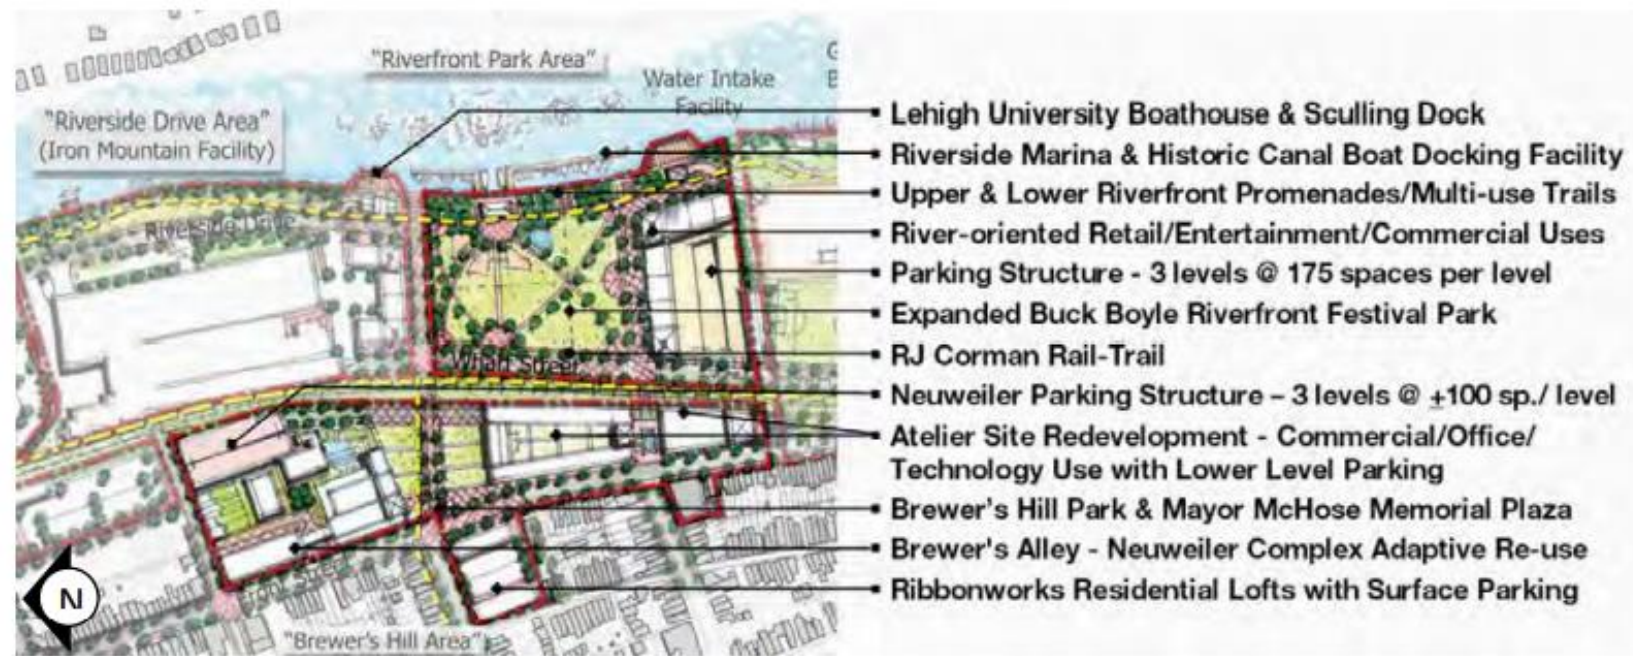 "Riverfront Park Area"
Water Intake
Facility
"Riverside Drive Area"
(Iron Mountain Facility)
Riverside Drive
Wharf Street
"Brewer's Hill Area"
N
Lehigh University Boathouse & Sculling Dock
Riverside Marina & Historic Canal Boat Docking Facility
Upper & Lower Riverfront Promenades/Multi-use Trails
River-oriented Retail/Entertainment/Commercial Uses
Parking Structure - 3 levels @ 175 spaces per level
Expanded Buck Boyle Riverfront Festival Park
RJ Corman Rail-Trail
Neuweiler Parking Structure – 3 levels @ ±100 sp./ level
Atelier Site Redevelopment - Commercial/Office/
Technology Use with Lower Level Parking
Brewer's Hill Park & Mayor McHose Memorial Plaza
Brewer's Alley - Neuweiler Complex Adaptive Re-use
Ribbonworks Residential Lofts with Surface Parking